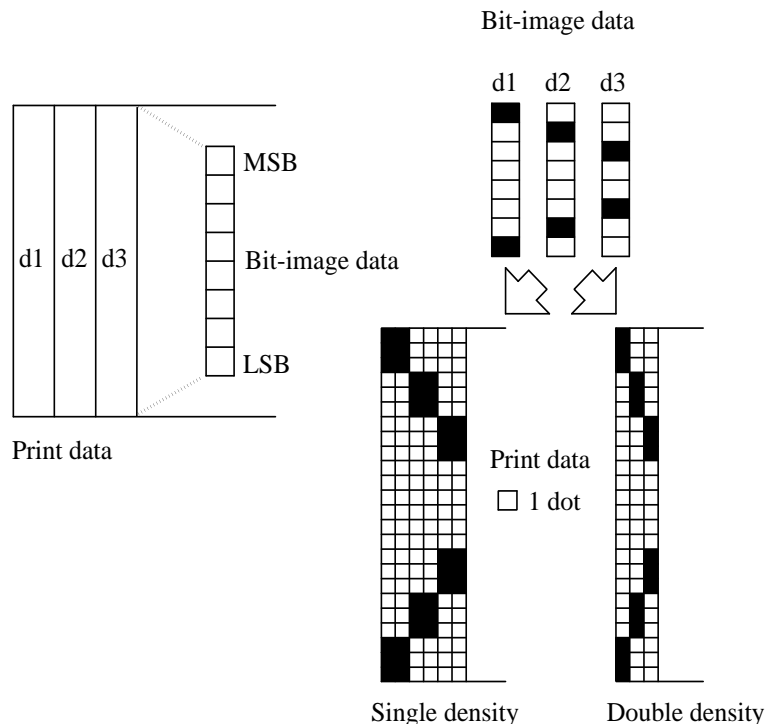 Bit-image data
d1 d2 d3
MSB
d1 d2 d3
Bit-image data
LSB
Print data
Print data
1 dot
Single density
Double density